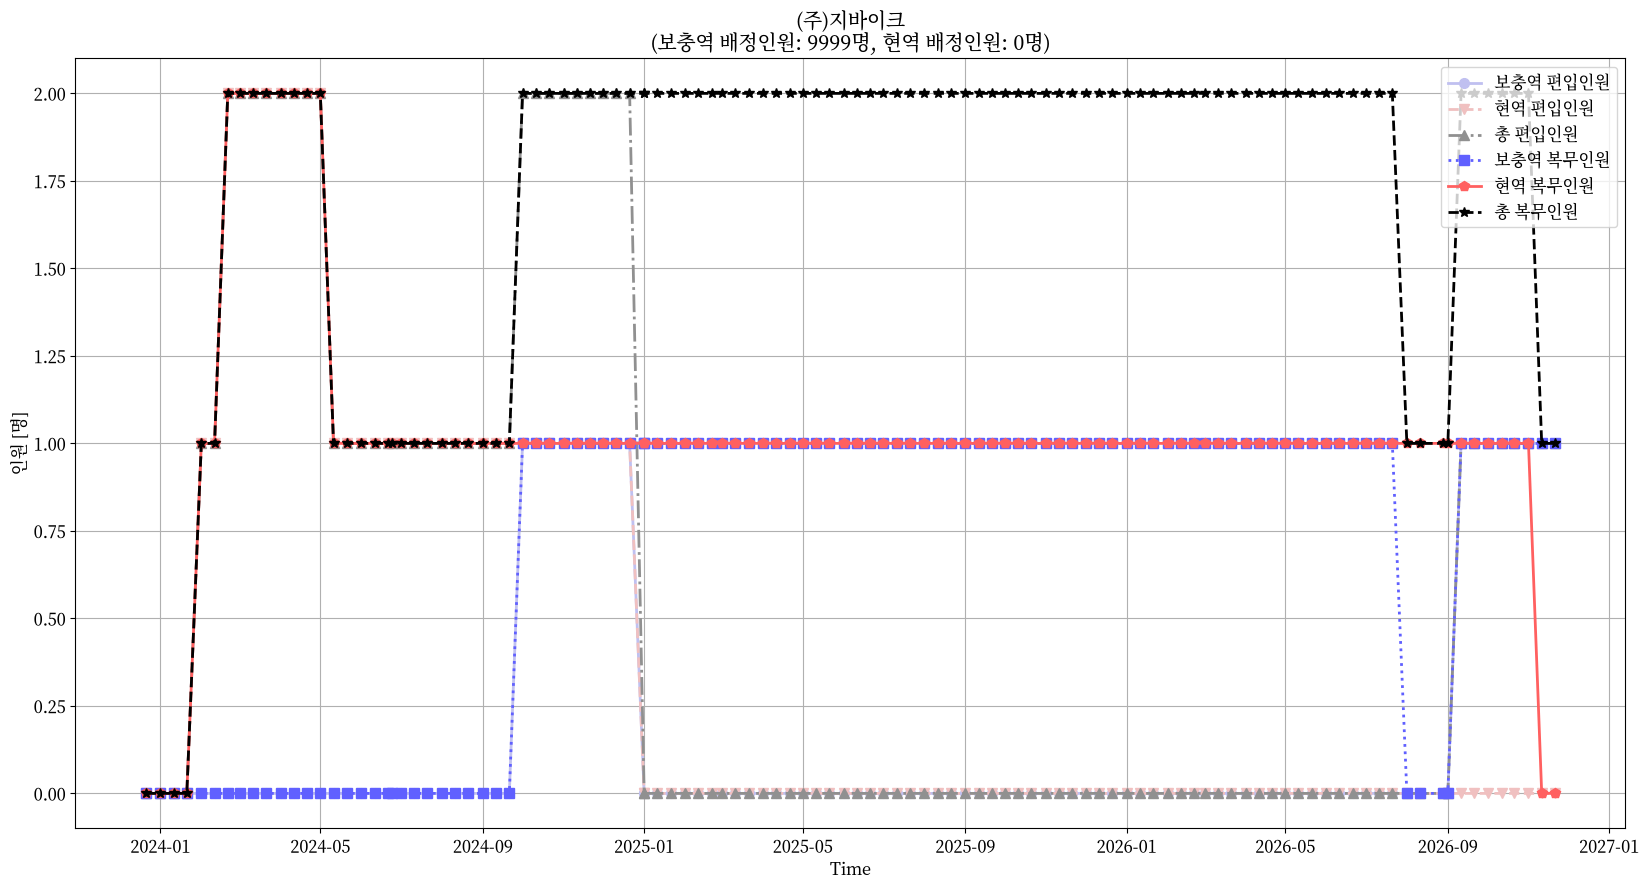 (주)지바이크
(보충역 배정인원: 9999명, 현역 배정인원: 0명)
보충역 편입인원
현역 편입인원
총 편입인원
보충역 복무인원
현역 복무인원
총 복무인원
인원 [명]
2.00
1.75
1.50
1.25
1.00
0.75
0.50
0.25
0.00
2024-01
2024-05
2024-09
2025-01
2025-05
2025-09
2026-01
2026-05
2026-09
2027-01
Time